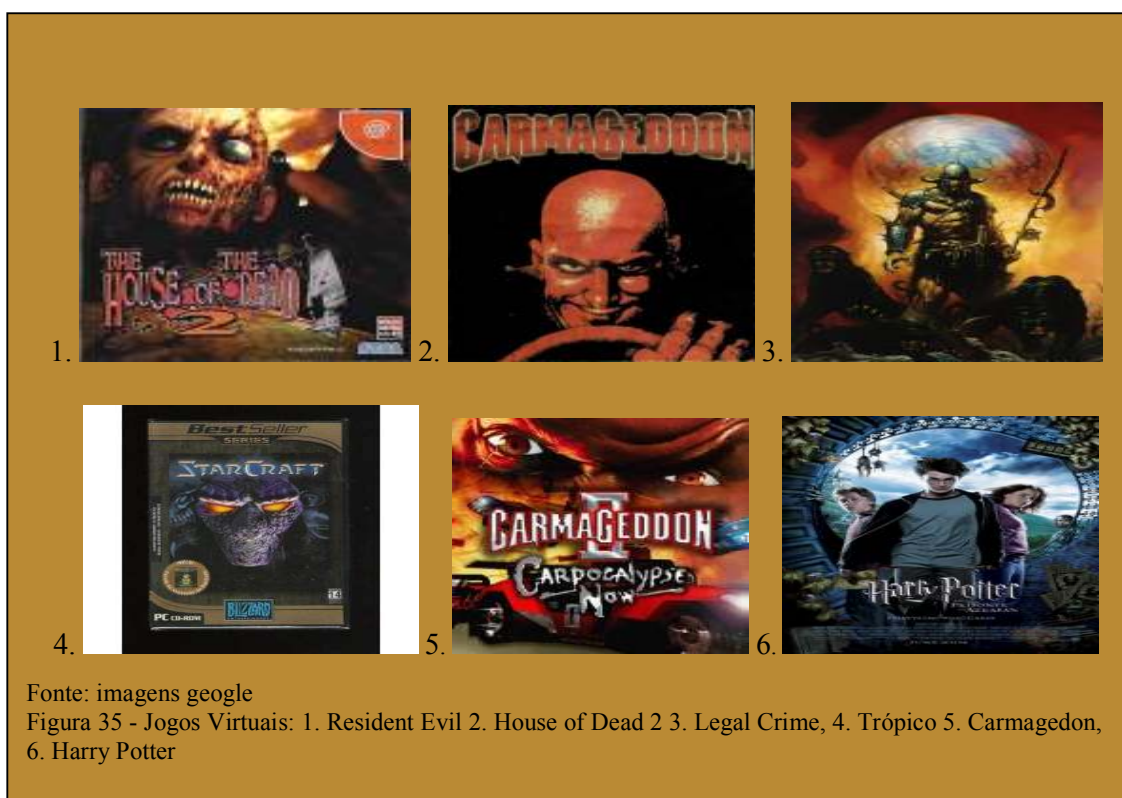 THE HOUSE OF THE DEAD
2
1.
CARMAGEDDON
2.
3.
BestSeller
SERIES
STARCRAFT
BLIZZARD
PC CD-ROM
4.
CARMAGEDDON
II
CARPOCALYPSE
NOW
5.
Harry Potter
6.
Fonte: imagens geogle
Figura 35 - Jogos Virtuais: 1. Resident Evil 2. House of Dead 2 3. Legal Crime, 4. Trópico 5. Carmagedon,
6. Harry Potter